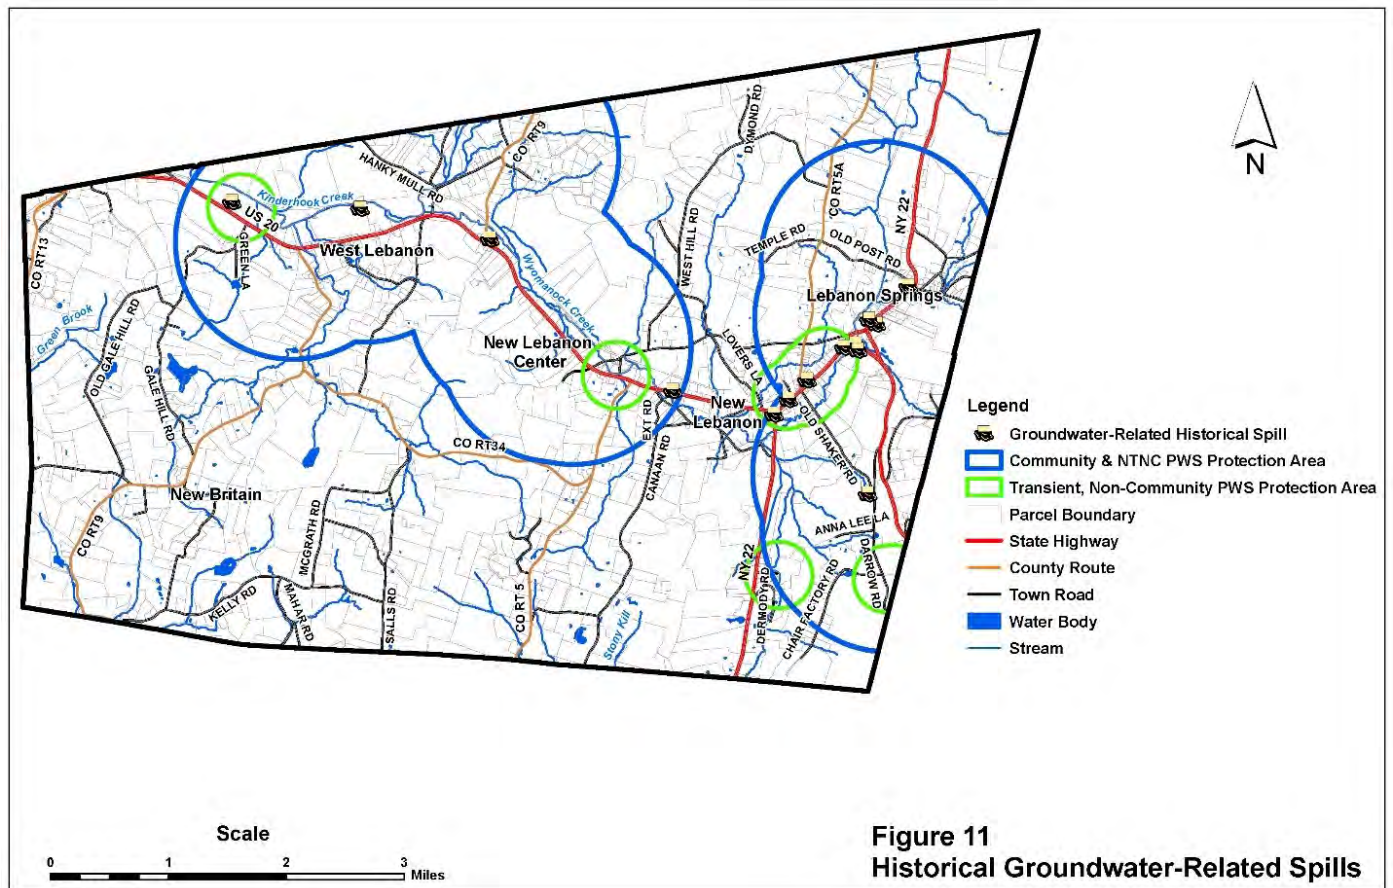 DYMOND RD
CO RT9
HANKY MULL RD
CO RT5A
Kinderhook Creek
US 20
NY 22
WEST HILL RD
TEMPLE RD
OLD POST RD
CO RT13
GREEN LA
West Lebanon
Wyomanock Creek
Lebanon Springs
Green Brook
OLD GALE HILL RD
New Lebanon
Center
LOVERS LA
GALE HILL RD
New
Lebanon
EXT RD
OLD SHAKER RD
CO RT34
CANAAN RD
New Britain
MCGRATH RD
ANNA LEE LA
CO RT9
NY 22
DARROW RD
KELLY RD
MAHAR RD
SALLS RD
CO RT 5
Stony Kill
DERMODY RD
CHAIR FACTORY RD
N
Legend
Groundwater-Related Historical Spill
Community & NTNC PWS Protection Area
Transient, Non-Community PWS Protection Area
Parcel Boundary
State Highway
County Route
Town Road
Water Body
Stream
Scale
0 1 2 3
Miles
Figure 11
Historical Groundwater-Related Spills